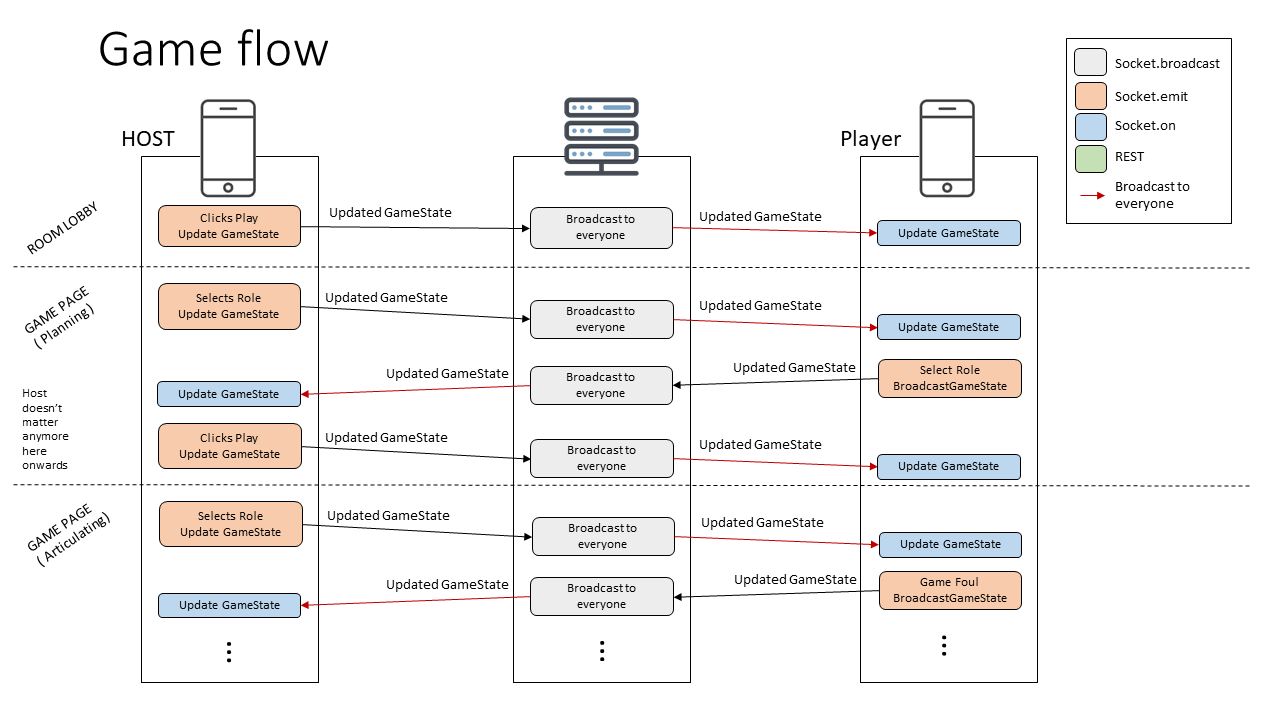 Game flow
Socket.broadcast
Socket.emit
Socket.on
REST
Broadcast to
everyone
HOST
Player
ROOM LOBBY
Clicks Play
Update GameState
Updated GameState
Broadcast to
everyone
Updated GameState
Update GameState
GAME PAGE
( Planning)
Selects Role
Update GameState
Updated GameState
Broadcast to
everyone
Updated GameState
Update GameState
Select Role
BroadcastGameState
Updated GameState
Broadcast to
everyone
Updated GameState
Update GameState
Host
doesn't
matter
anymore
here
onwards
Clicks Play
Update GameState
Updated GameState
Broadcast to
everyone
Updated GameState
Update GameState
GAME PAGE
( Articulating)
Selects Role
Update GameState
Updated GameState
Broadcast to
everyone
Updated GameState
Update GameState
Game Foul
BroadcastGameState
Updated GameState
Broadcast to
everyone
Updated GameState
Update GameState